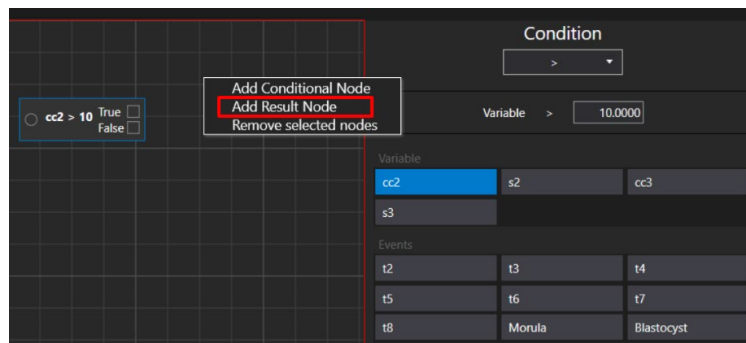 Condition
>
Add Conditional Node
Add Result Node
Remove selected nodes
cc2 > 10 True
False
Variable > 10.0000
Variable
cc2 s2 cc3
s3
Events
t2 t3 t4
t5 t6 t7
t8 Morula Blastocyst